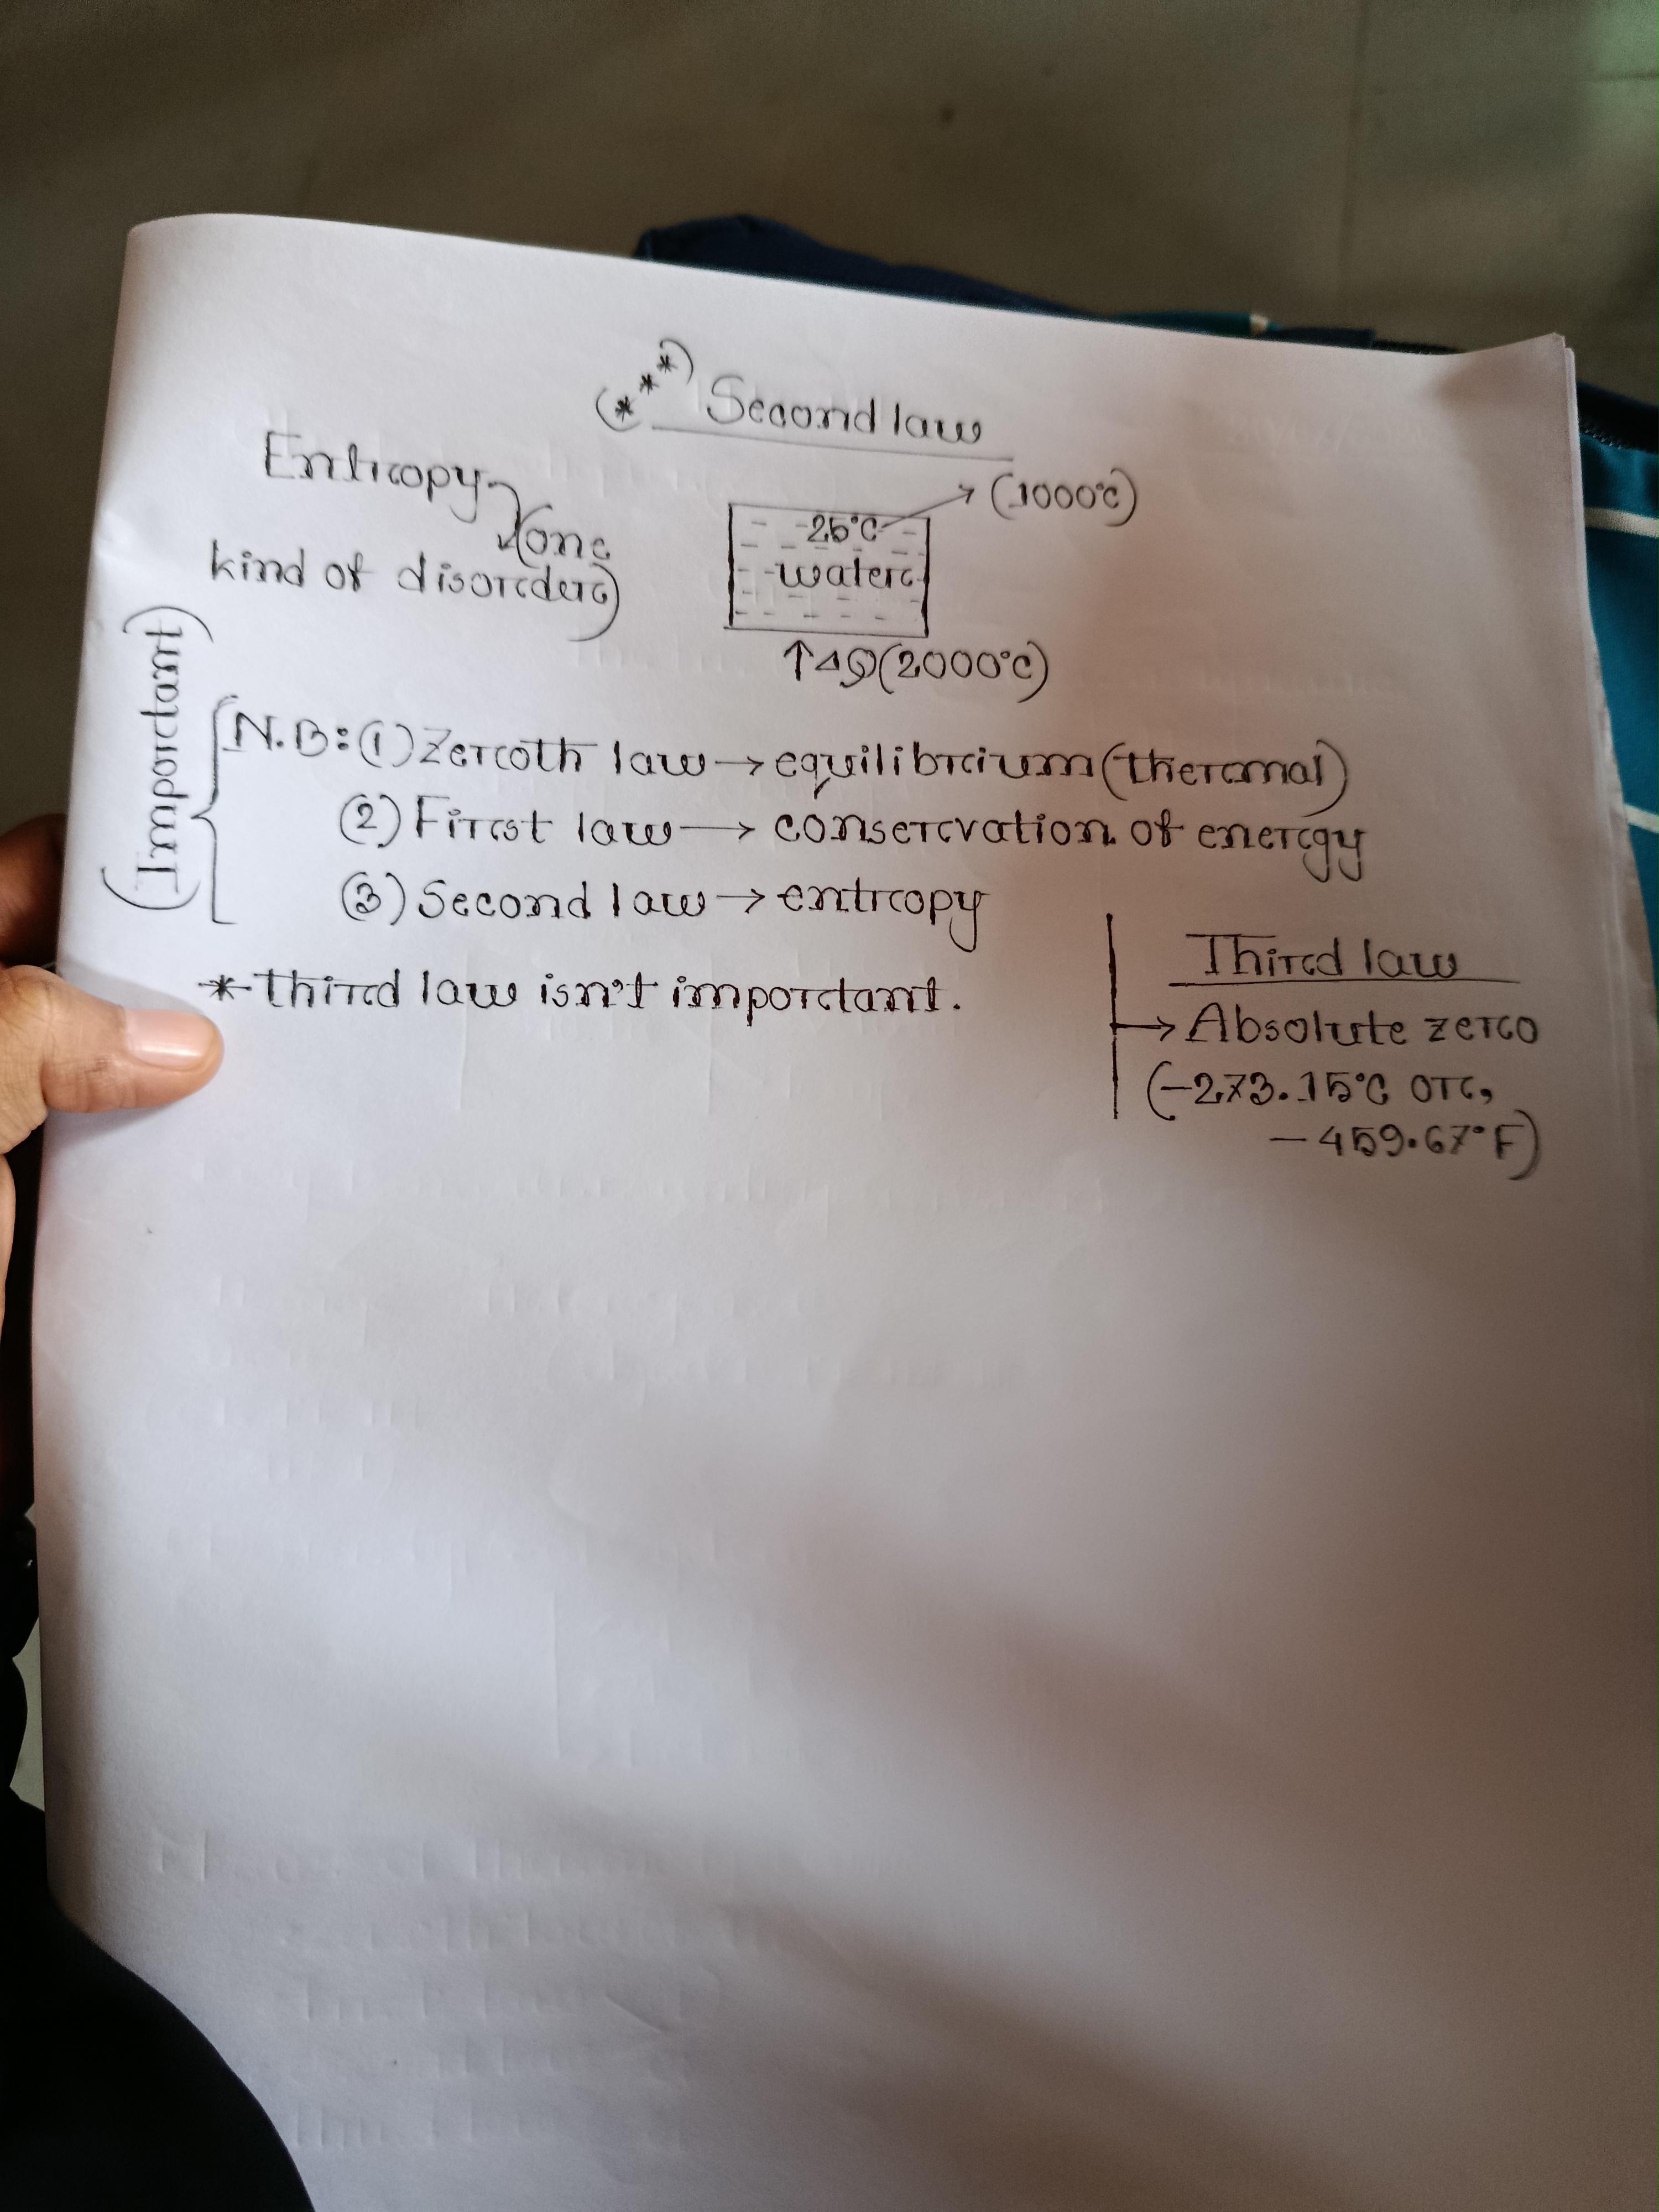 (***) Second law
Entropy
(one
kind of disorder)
25°C → (1000°C)
water
↑ΔQ(2000°C)
(Important)
N.B:(1) Zeroth law → equilibrium (thermal)
(2) First law → conservation of energy
(3) Second law → entropy
* Third law isn't important.
Third law
→ Absolute zero
(-273.15°C or,
-459.67°F)